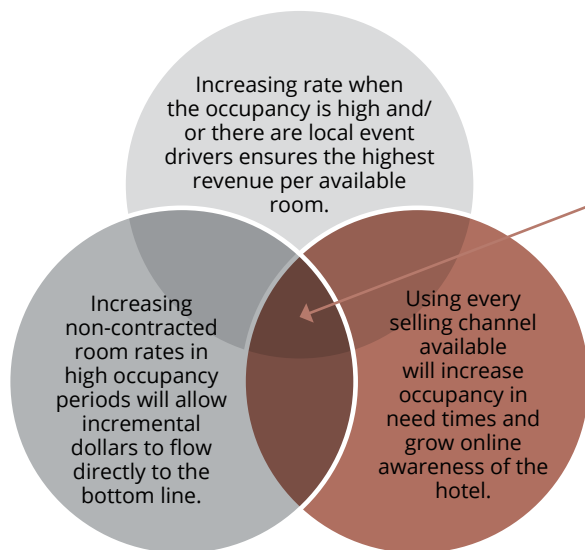 Increasing rate when
the occupancy is high and/
or there are local event
drivers ensures the highest
revenue per available
room.
Increasing
non-contracted
room rates in
high occupancy
periods will allow
incremental
dollars to flow
directly to the
bottom line.
Using every
selling channel
available
will increase
occupancy in
need times and
grow online
awareness of the
hotel.